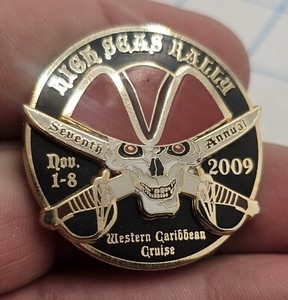 HIGH SEAS RALLY
Seventh Annual
Nov. 2009
1-8
Western Caribbean
Cruise